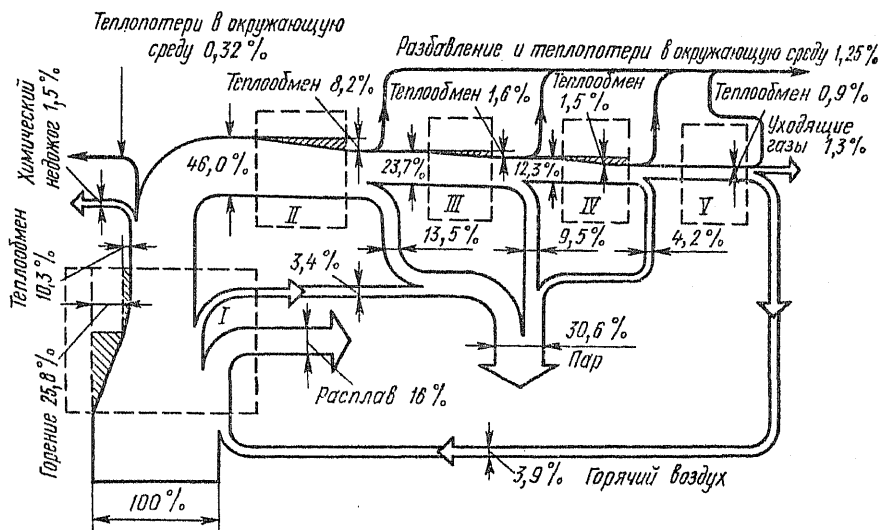 Теплопотери в окружающую
среду 0,32 %
Разбавление и теплопотери в окружающую среду 1,25%
Химический
недожог 1,5 %
Теплообмен 8,2%
Теплообмен 1,6%
Теплообмен
1,5%
Теплообмен 0,9%
Уходящие
газы 1,3%
46,0%
23,7%
12,3%
II
III
IV
V
13,5%
9,5%
4,2%
Теплообмен
10,3%
3,4%
I
30,6%
Пар
Горение 25,8%
Расплав 16%
3,9%
Горячий воздух
100%